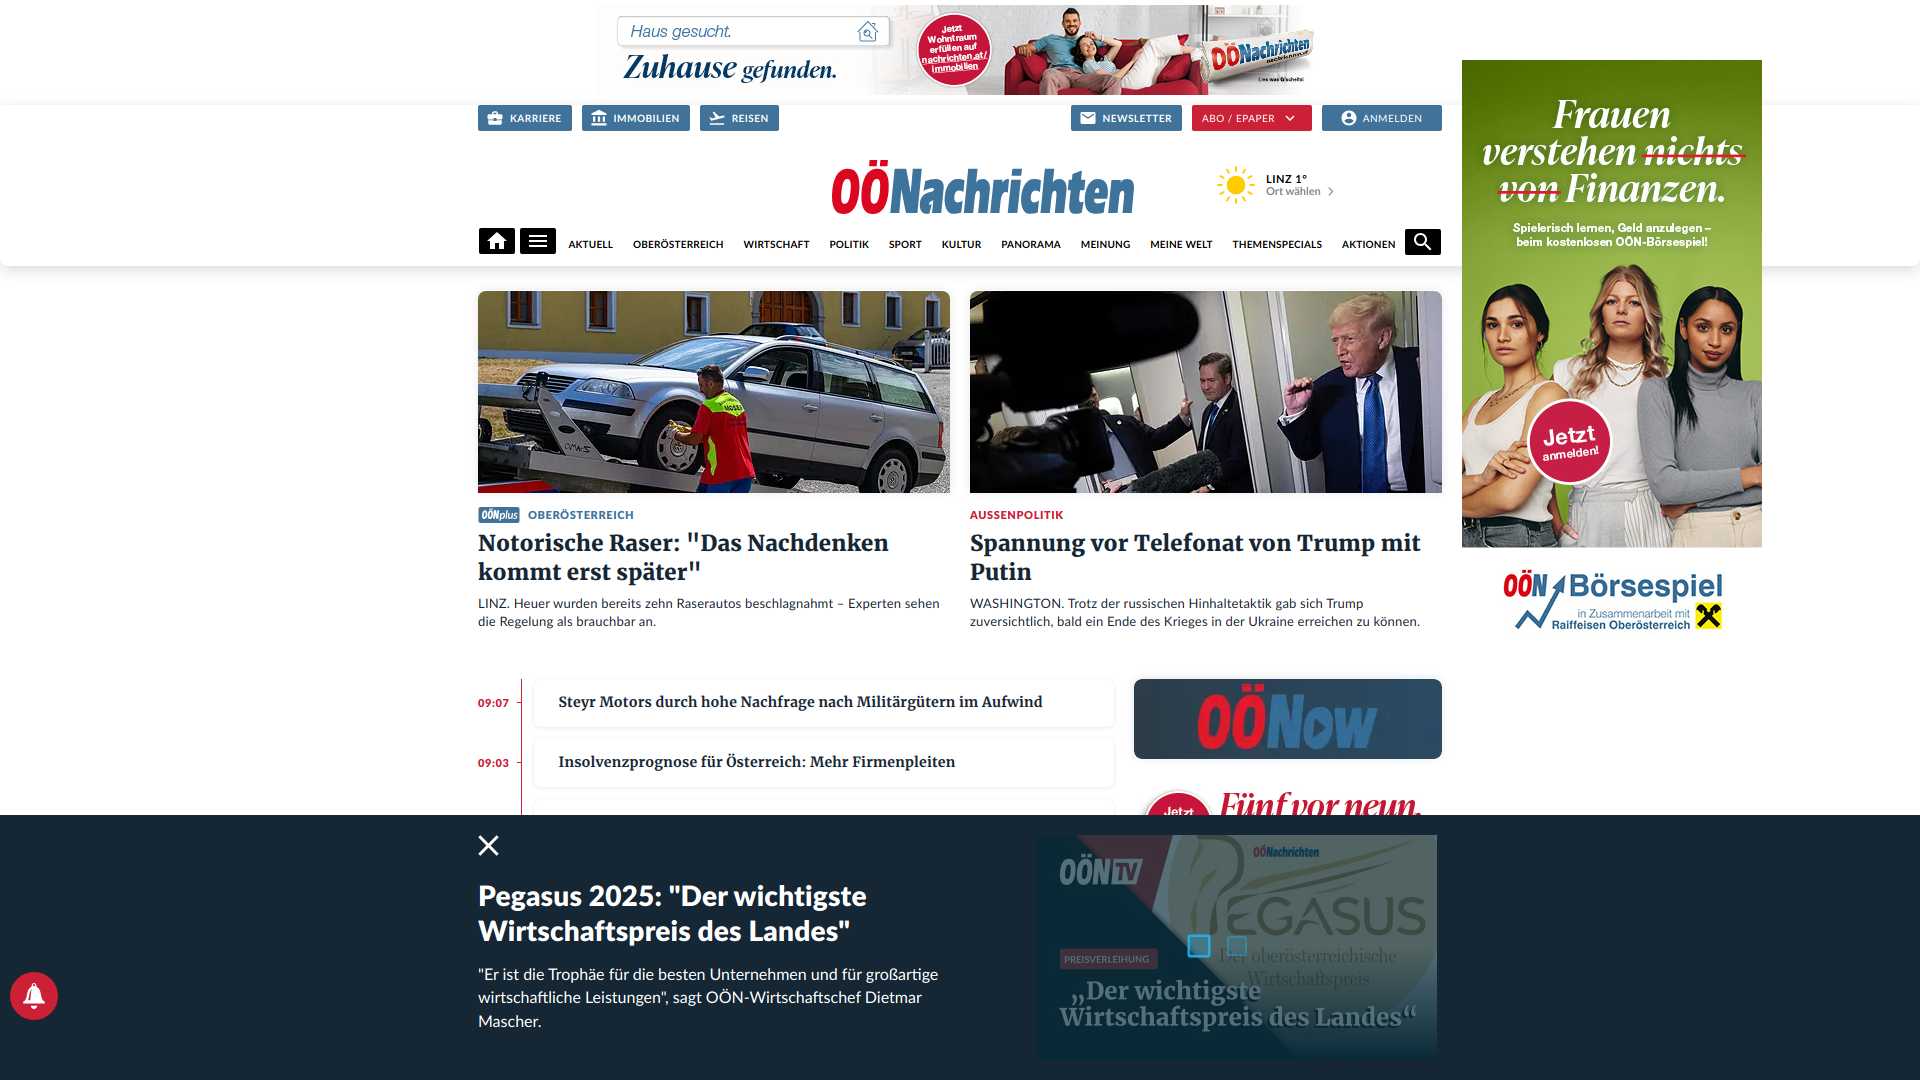 Haus gesucht.
Zuhause gefunden.
Jetzt
Wohntraum
erfüllen auf
nachrichten.at/
immobilien
OÖNachrichten
Lies was G'scheits!
KARRIERE
IMMOBILIEN
REISEN
NEWSLETTER
ABO / EPAPER
ANMELDEN
OÖNachrichten
LINZ 1°
Ort wählen
AKTUELL
OBERÖSTERREICH
WIRTSCHAFT
POLITIK
SPORT
KULTUR
PANORAMA
MEINUNG
MEINE WELT
THEMENSPECIALS
AKTIONEN
Frauen
verstehen nichts
von Finanzen.
Spielerisch lernen, Geld anzulegen –
beim kostenlosen OÖN-Börsespiel!
Jetzt
anmelden!
OÖN Börsespiel
in Zusammenarbeit mit
Raiffeisen Oberösterreich
MOSER
OÖNplus OBERÖSTERREICH
Notorische Raser: "Das Nachdenken
kommt erst später"
LINZ. Heuer wurden bereits zehn Raserautos beschlagnahmt – Experten sehen
die Regelung als brauchbar an.
AUSSENPOLITIK
Spannung vor Telefonat von Trump mit
Putin
WASHINGTON. Trotz der russischen Hinhaltetaktik gab sich Trump
zuversichtlich, bald ein Ende des Krieges in der Ukraine erreichen zu können.
09:07
Steyr Motors durch hohe Nachfrage nach Militärgütern im Aufwind
09:03
Insolvenzprognose für Österreich: Mehr Firmenpleiten
OÖNow
Jetzt
Fünf vor neun.
Pegasus 2025: "Der wichtigste
Wirtschaftspreis des Landes"
"Er ist die Trophäe für die besten Unternehmen und für großartige
wirtschaftliche Leistungen", sagt OÖN-Wirtschaftschef Dietmar
Mascher.
OÖNTV
OÖNachrichten
PEGASUS
Der oberösterreichische
Wirtschaftspreis
PREISVERLEIHUNG
„Der wichtigste
Wirtschaftspreis des Landes“